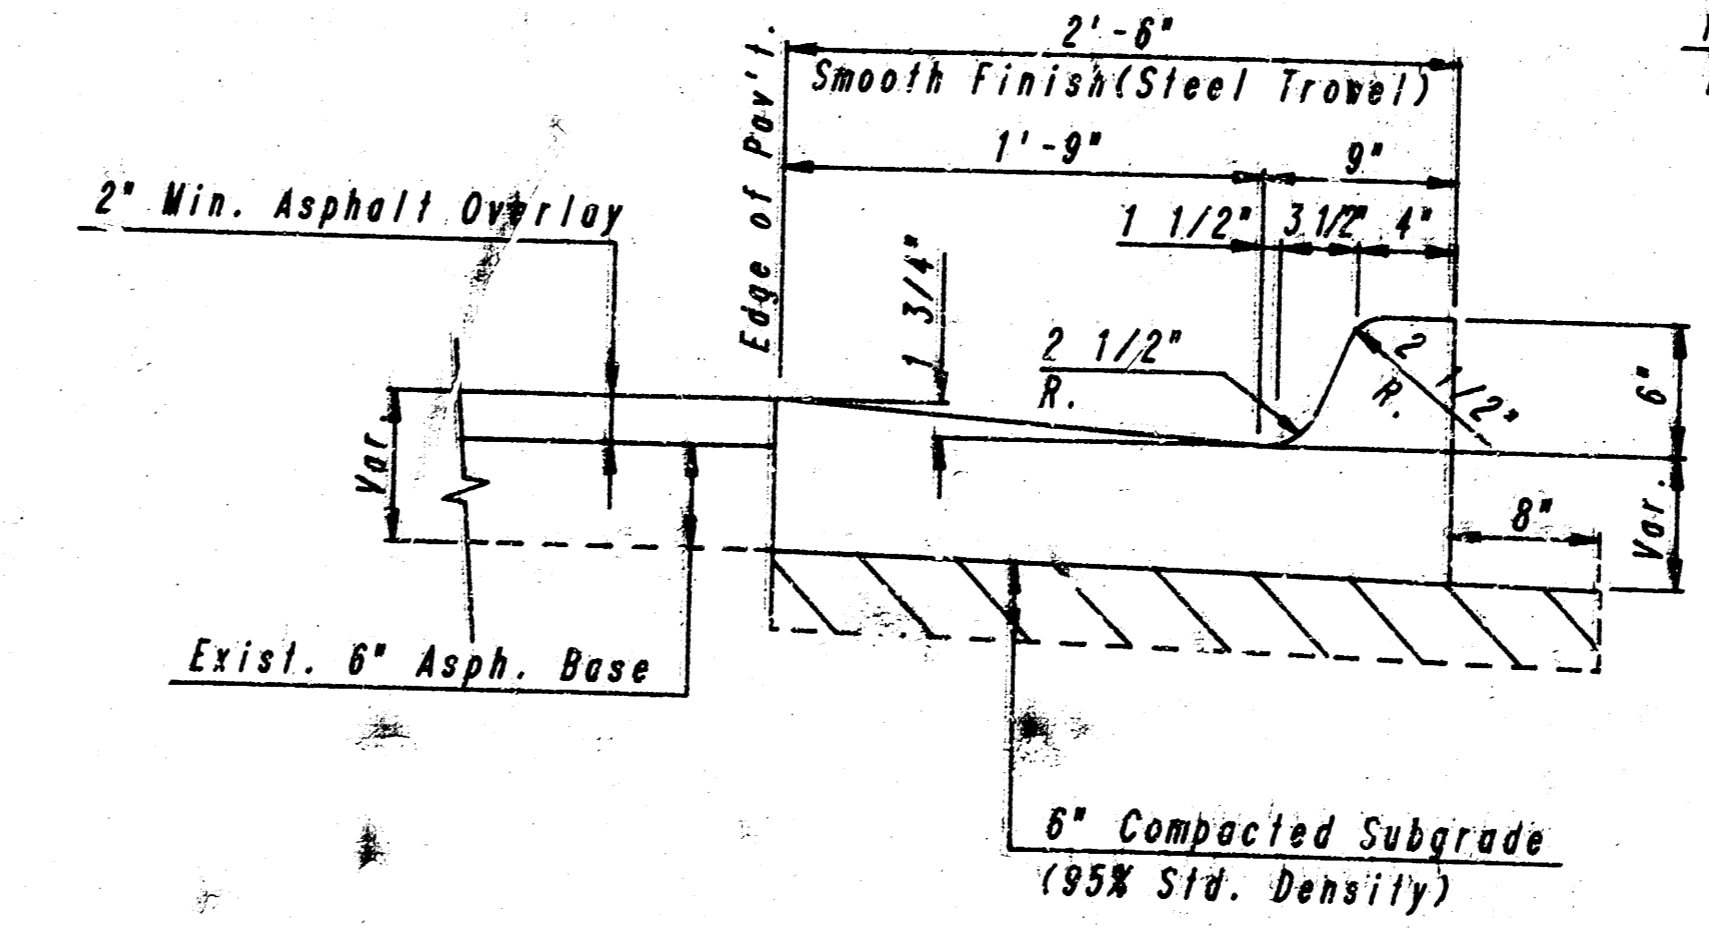 2'-6"
Smooth Finish(Steel Trowel)
Edge of Pav't.
1'-9"
9"
2" Min. Asphalt Overlay
1 1/2"
3 1/2"
4"
1 3/4"
2 1/2"
R.
2 1/2"
R.
6"
Var.
8"
Var.
Exist. 6" Asph. Base
6" Compacted Subgrade
(95% Std. Density)